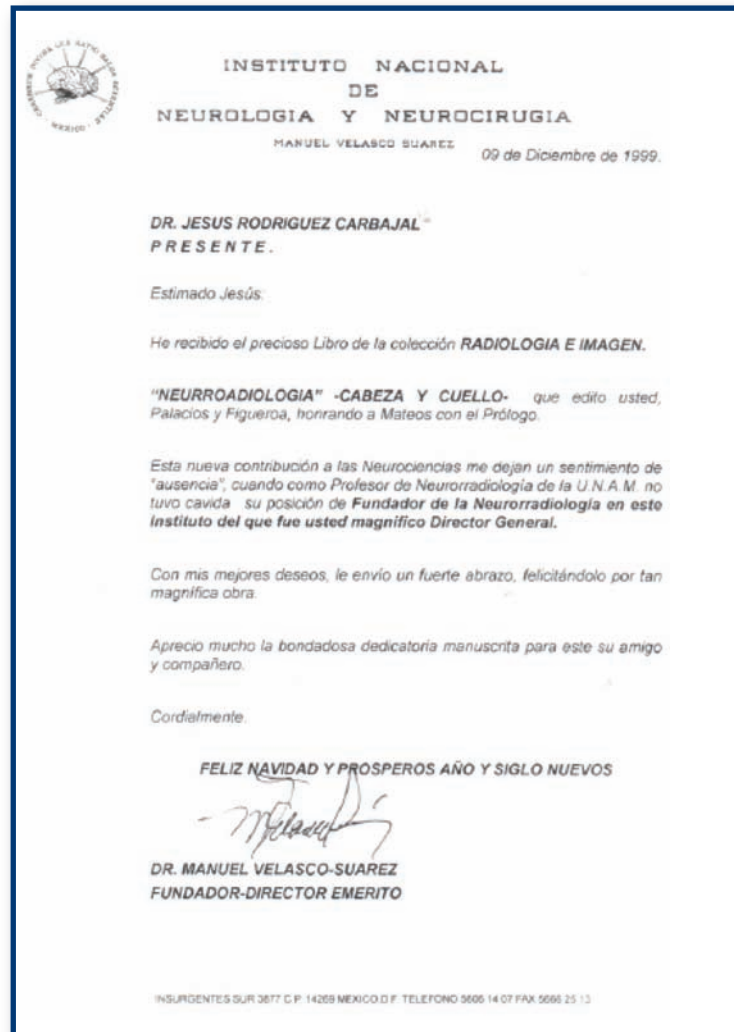 INSTITUTO NACIONAL
DE
NEUROLOGIA Y NEUROCIRUGIA
MANUEL VELASCO SUAREZ
09 de Diciembre de 1999.
DR. JESUS RODRIGUEZ CARBAJAL
P R E S E N T E .
Estimado Jesús:
He recibido el precioso Libro de la colección RADIOLOGIA E IMAGEN.
"NEURROADIOLOGIA" -CABEZA Y CUELLO- que edito usted,
Palacios y Figueroa, honrando a Mateos con el Prólogo.
Esta nueva contribución a las Neurociencias me dejan un sentimiento de
"ausencia", cuando como Profesor de Neurorradiología de la U.N.A.M. no
tuvo cavida su posición de Fundador de la Neurorradiología en este
Instituto del que fue usted magnífico Director General.
Con mis mejores deseos, le envío un fuerte abrazo, felicitándolo por tan
magnífica obra.
Aprecio mucho la bondadosa dedicatoria manuscrita para este su amigo
y compañero.
Cordialmente.
FELIZ NAVIDAD Y PROSPEROS AÑO Y SIGLO NUEVOS
DR. MANUEL VELASCO-SUAREZ
FUNDADOR-DIRECTOR EMERITO
INSURGENTES SUR 3877 C.P. 14269 MEXICO D.F. TELEFONO 5606 14 07 FAX 5666 25 13